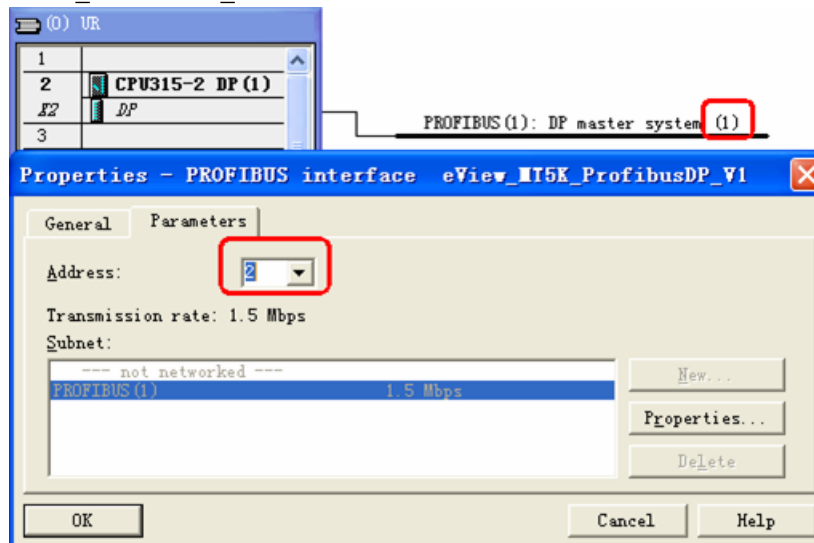 (0) UR
1
2 CPU315-2 DP(1)
X2 DP
3
PROFIBUS(1): DP master system (1)
Properties - PROFIBUS interface eView_MT5K_ProfibusDP_V1
General Parameters
Address: 2
Transmission rate: 1.5 Mbps
Subnet:
--- not networked ---
New...
PROFIBUS(1) 1.5 Mbps
Properties...
Delete
OK Cancel Help